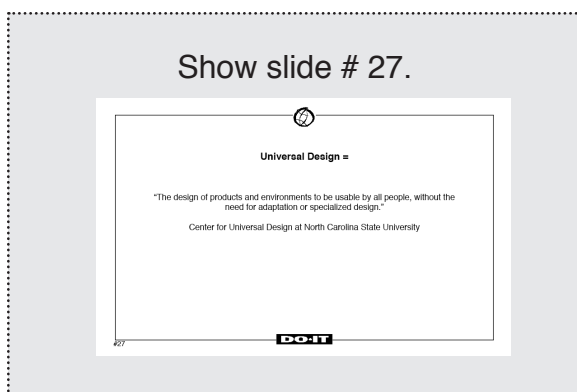 Show slide # 27.
Universal Design =
“The design of products and environments to be usable by all people, without the
need for adaptation or specialized design.”
Center for Universal Design at North Carolina State University
#27
DO-IT